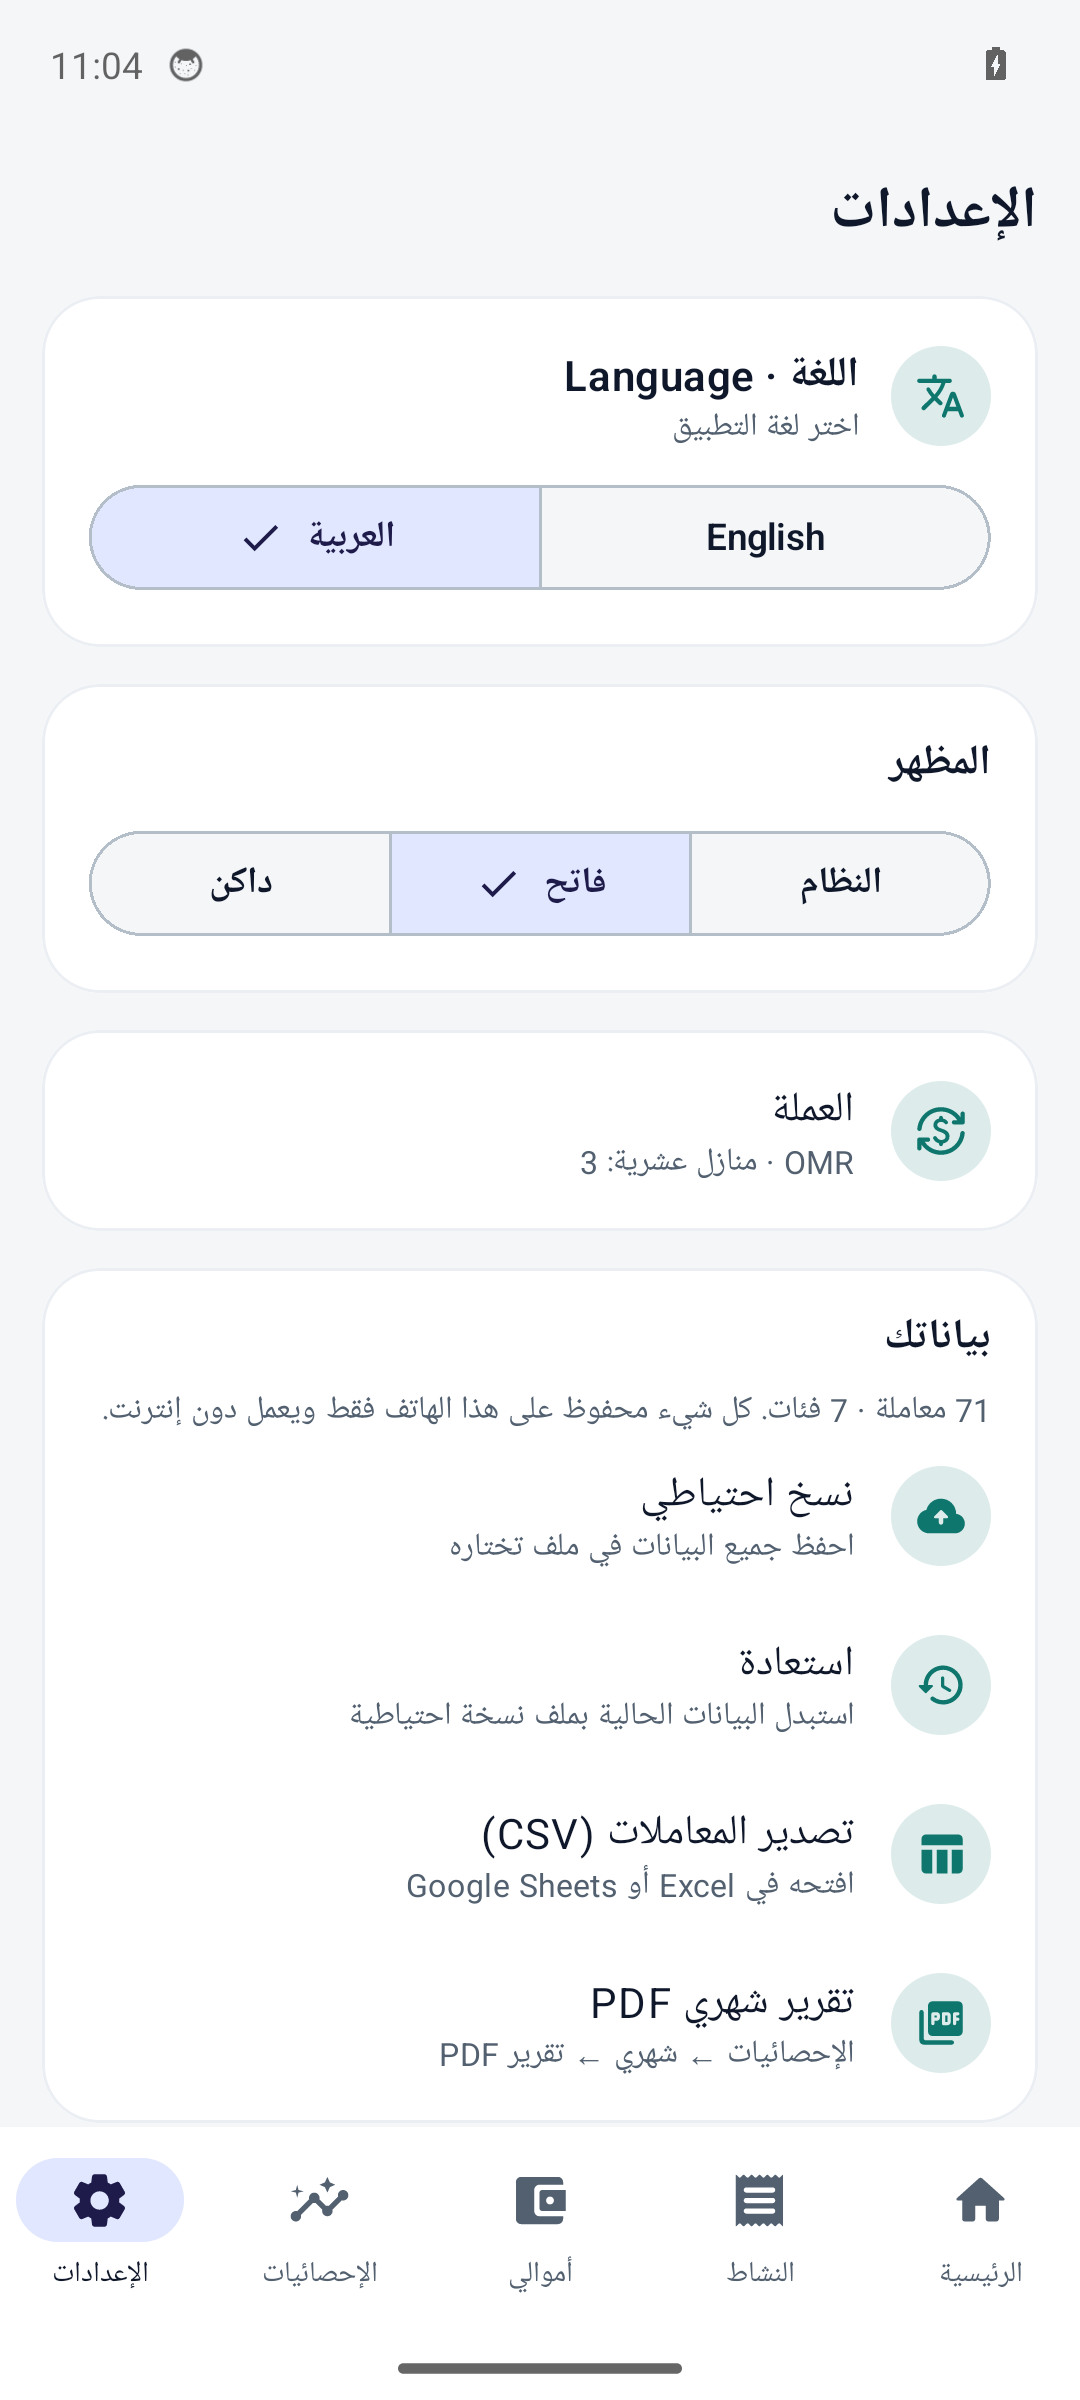 11:04
الإعدادات
اللغة · Language
اختر لغة التطبيق
English
العربية
المظهر
النظام
فاتح
داكن
العملة
OMR · منازل عشرية: 3
بياناتك
71 معاملة · 7 فئات. كل شيء محفوظ على هذا الهاتف فقط ويعمل دون إنترنت.
نسخ احتياطي
احفظ جميع البيانات في ملف تختاره
استعادة
استبدل البيانات الحالية بملف نسخة احتياطية
تصدير المعاملات (CSV)
افتحه في Excel أو Google Sheets
PDF
تقرير شهري PDF
الإحصائيات ← شهري ← تقرير PDF
الرئيسية
النشاط
أموالي
الإحصائيات
الإعدادات